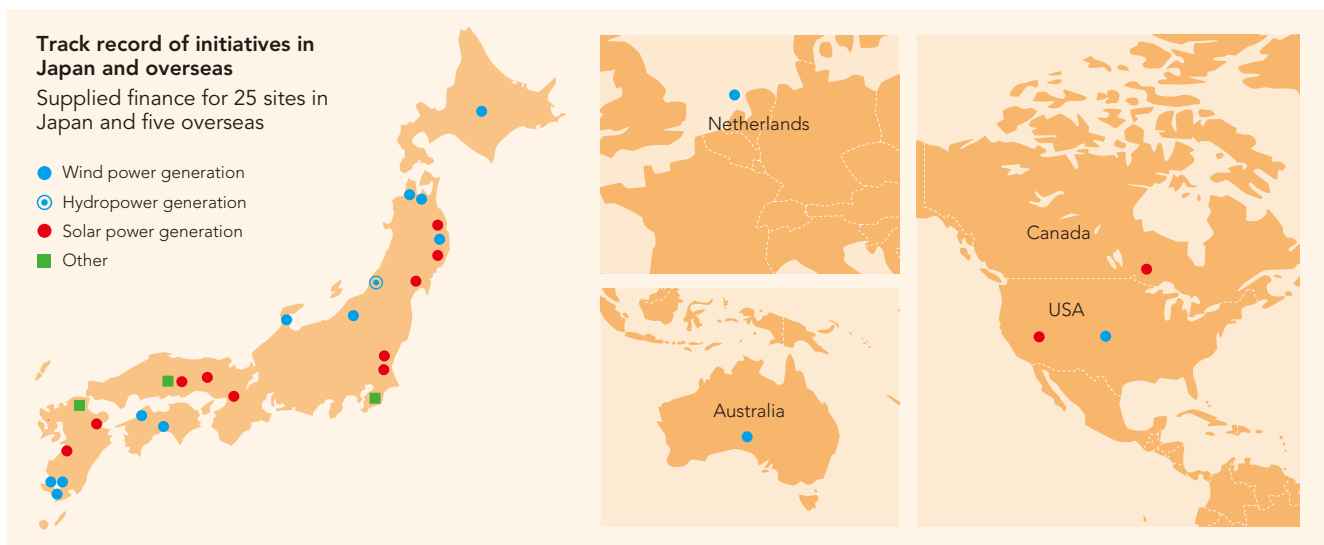 Track record of initiatives in
Japan and overseas
Supplied finance for 25 sites in
Japan and five overseas
Wind power generation
Hydropower generation
Solar power generation
Other
Netherlands
Australia
Canada
USA